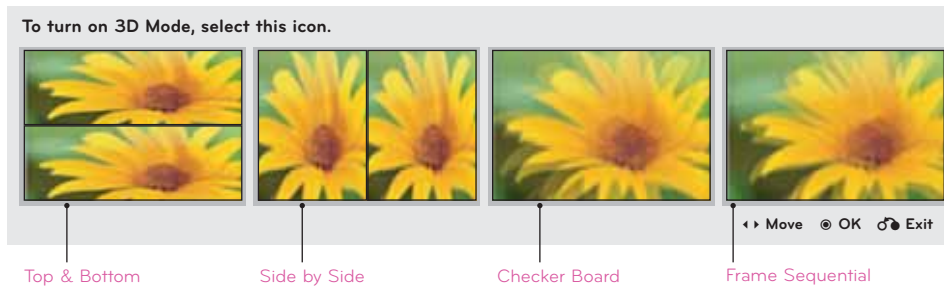 To turn on 3D Mode, select this icon.
Move OK Exit
Top & Bottom Side by Side Checker Board Frame Sequential